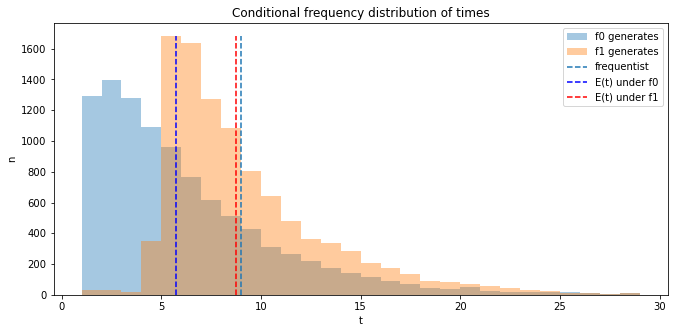 Conditional frequency distribution of times
f0 generates
f1 generates
frequentist
E(t) under f0
E(t) under f1
n
1600
1400
1200
1000
800
600
400
200
0
0 5 10 15 20 25 30
t